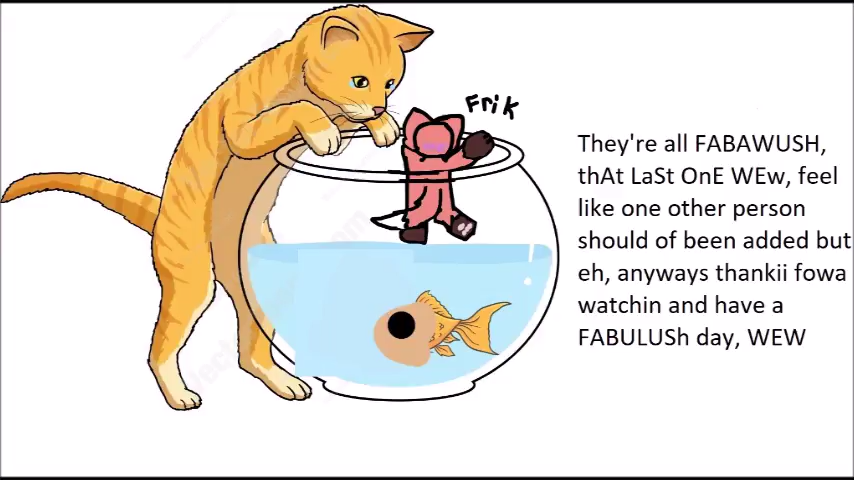 Frik
They're all FABAWUSH,
thAt LaSt OnE WEw, feel
like one other person
should of been added but
eh, anyways thankii fowa
watchin and have a
FABULUSh day, WEW